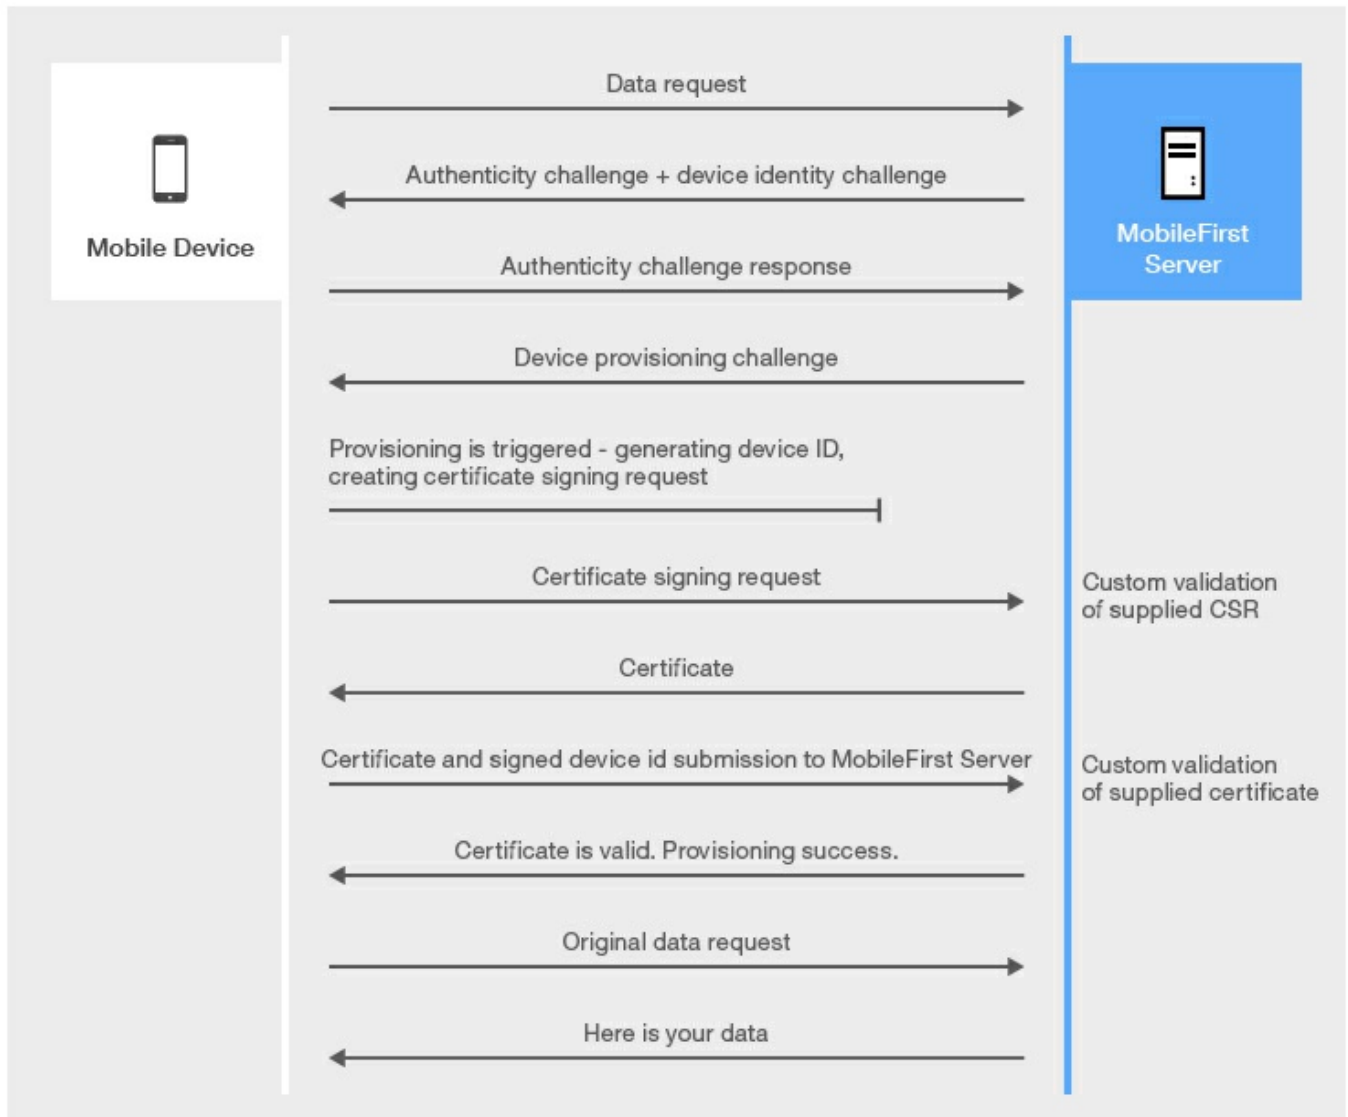 Data request
Authenticity challenge + device identity challenge
Mobile Device
MobileFirst
Server
Authenticity challenge response
Device provisioning challenge
Provisioning is triggered - generating device ID,
creating certificate signing request
Certificate signing request
Custom validation
of supplied CSR
Certificate
Certificate and signed device id submission to MobileFirst Server
Custom validation
of supplied certificate
Certificate is valid. Provisioning success.
Original data request
Here is your data